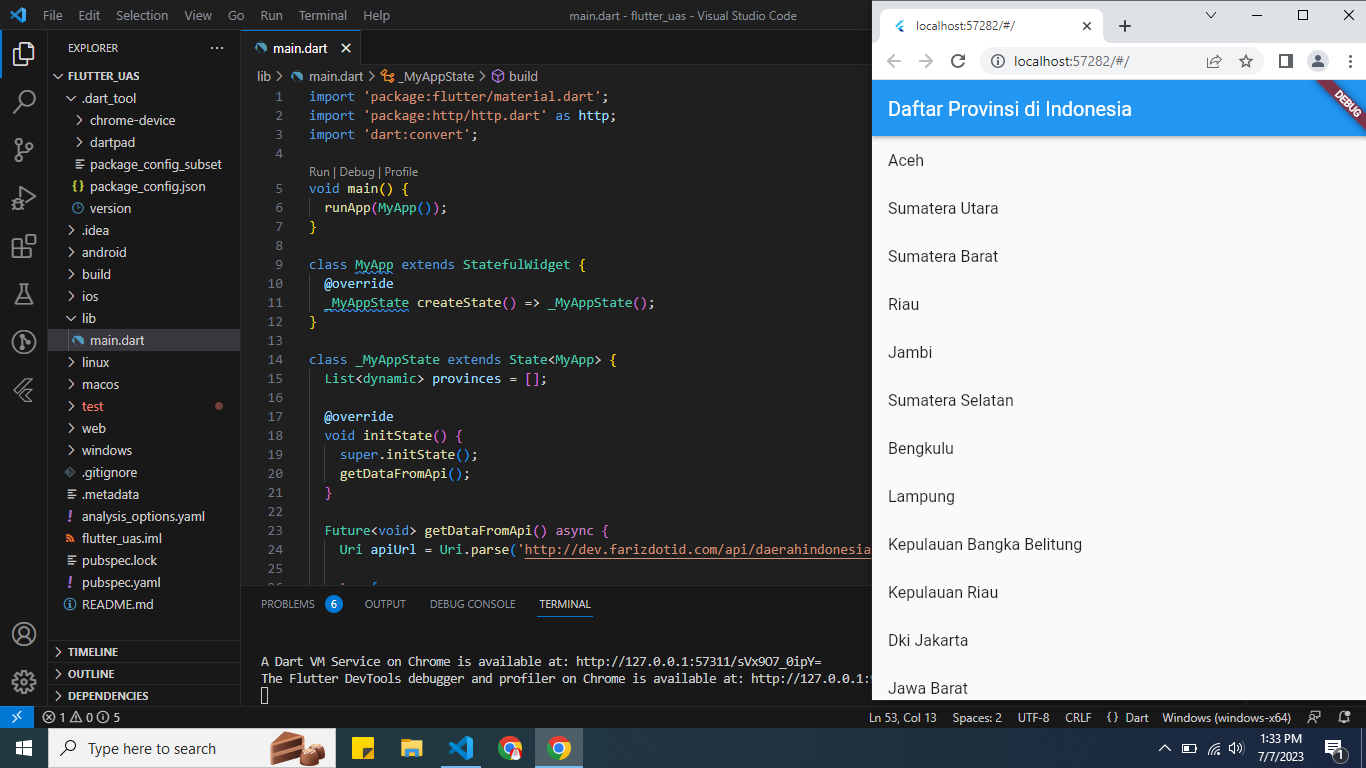 File Edit Selection View Go Run Terminal Help
main.dart - flutter_uas - Visual Studio Code
EXPLORER
FLUTTER_UAS
.dart_tool
chrome-device
dartpad
package_config_subset
package_config.json
version
.idea
android
build
ios
lib
main.dart
linux
macos
test
web
windows
.gitignore
.metadata
analysis_options.yaml
flutter_uas.iml
pubspec.lock
pubspec.yaml
README.md
TIMELINE
OUTLINE
DEPENDENCIES
main.dart
lib > main.dart > _MyAppState > build
1 import 'package:flutter/material.dart';
2 import 'package:http/http.dart' as http;
3 import 'dart:convert';
4
Run | Debug | Profile
5 void main() {
6 runApp(MyApp());
7 }
8
9 class MyApp extends StatefulWidget {
10 @override
11 _MyAppState createState() => _MyAppState();
12 }
13
14 class _MyAppState extends State<MyApp> {
15 List<dynamic> provinces = [];
16
17 @override
18 void initState() {
19 super.initState();
20 getDataFromApi();
21 }
22
23 Future<void> getDataFromApi() async {
24 Uri apiUrl = Uri.parse('http://dev.farizdotid.com/api/daerahindonesia
25
PROBLEMS 6 OUTPUT DEBUG CONSOLE TERMINAL
A Dart VM Service on Chrome is available at: http://127.0.0.1:57311/sVx9O7_0ipY=
The Flutter DevTools debugger and profiler on Chrome is available at: http://127.0.0.1:
localhost:57282/#/
localhost:57282/#/
Daftar Provinsi di Indonesia
DEBUG
Aceh
Sumatera Utara
Sumatera Barat
Riau
Jambi
Sumatera Selatan
Bengkulu
Lampung
Kepulauan Bangka Belitung
Kepulauan Riau
Dki Jakarta
Jawa Barat
1 0 5
Ln 53, Col 13 Spaces: 2 UTF-8 CRLF {} Dart Windows (windows-x64)
Type here to search
1:33 PM
7/7/2023
1